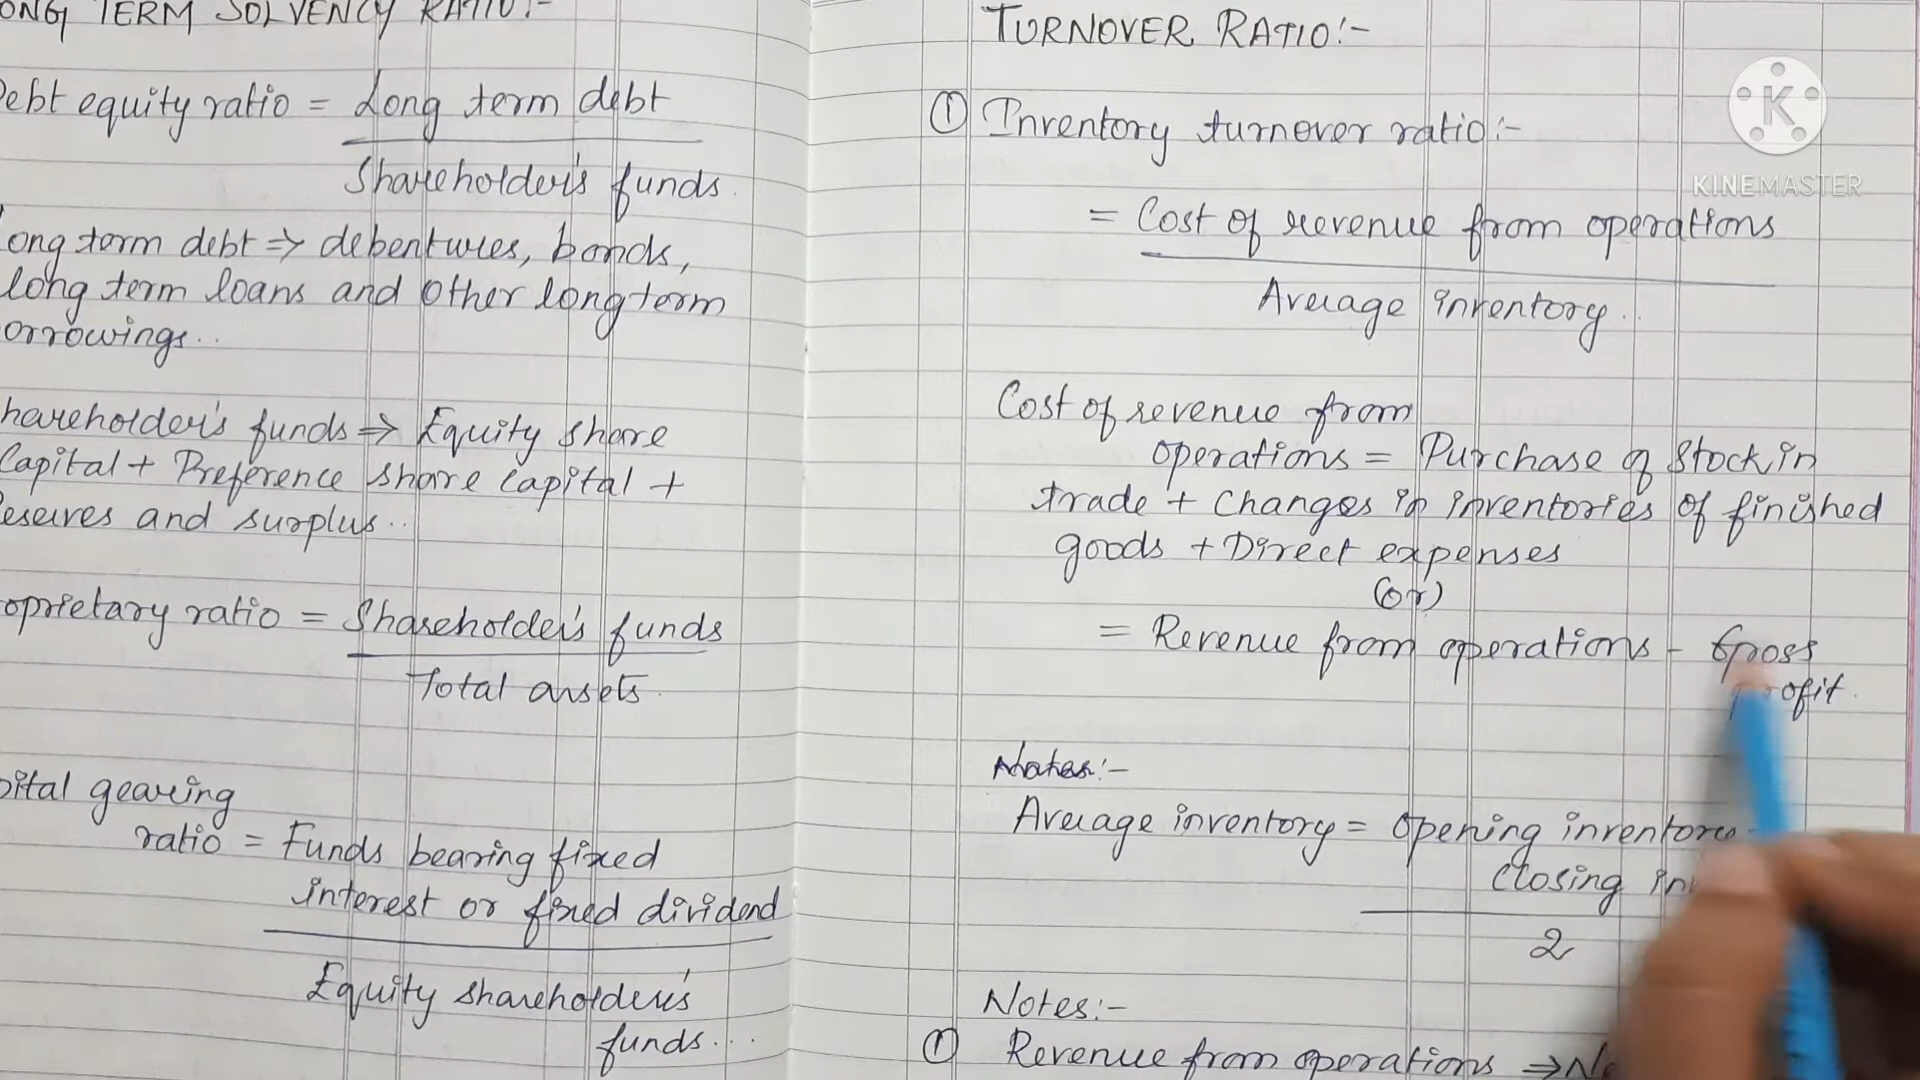 ONG TERM SOLVENCY RATIO:-
ebt equity ratio = Long term debt
Shareholder's funds.
ong term debt => debentures, bonds,
long term loans and other long term
orrowings..
hareholder's funds => Equity share
Capital + Preference share capital +
eserves and surplus..
oprietary ratio = Shareholder's funds
Total assets.
pital gearing
ratio = Funds bearing fixed
interest or fixed dividend
Equity shareholder's
funds...
TURNOVER RATIO:-
① Inventory turnover ratio:-
= Cost of revenue from operations
Average inventory..
Cost of revenue from
operations = Purchase of stock in
trade + Changes in inventories of finished
goods + Direct expenses
(or)
= Revenue from operations - Gross
profit.
Notes:-
Average inventory = Opening
Closing
2
Notes:-
① Revenue from operations =>
K
KINEMASTER